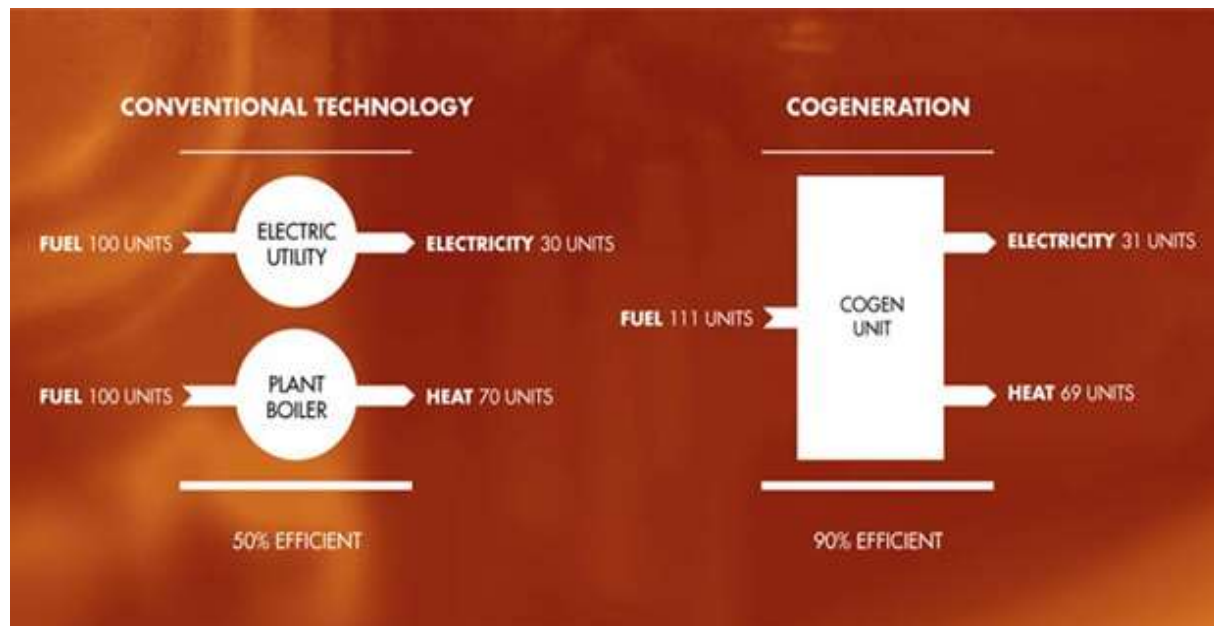 CONVENTIONAL TECHNOLOGY
FUEL 100 UNITS
ELECTRIC
UTILITY
ELECTRICITY 30 UNITS
FUEL 100 UNITS
PLANT
BOILER
HEAT 70 UNITS
50% EFFICIENT
COGENERATION
FUEL 111 UNITS
COGEN
UNIT
ELECTRICITY 31 UNITS
HEAT 69 UNITS
90% EFFICIENT